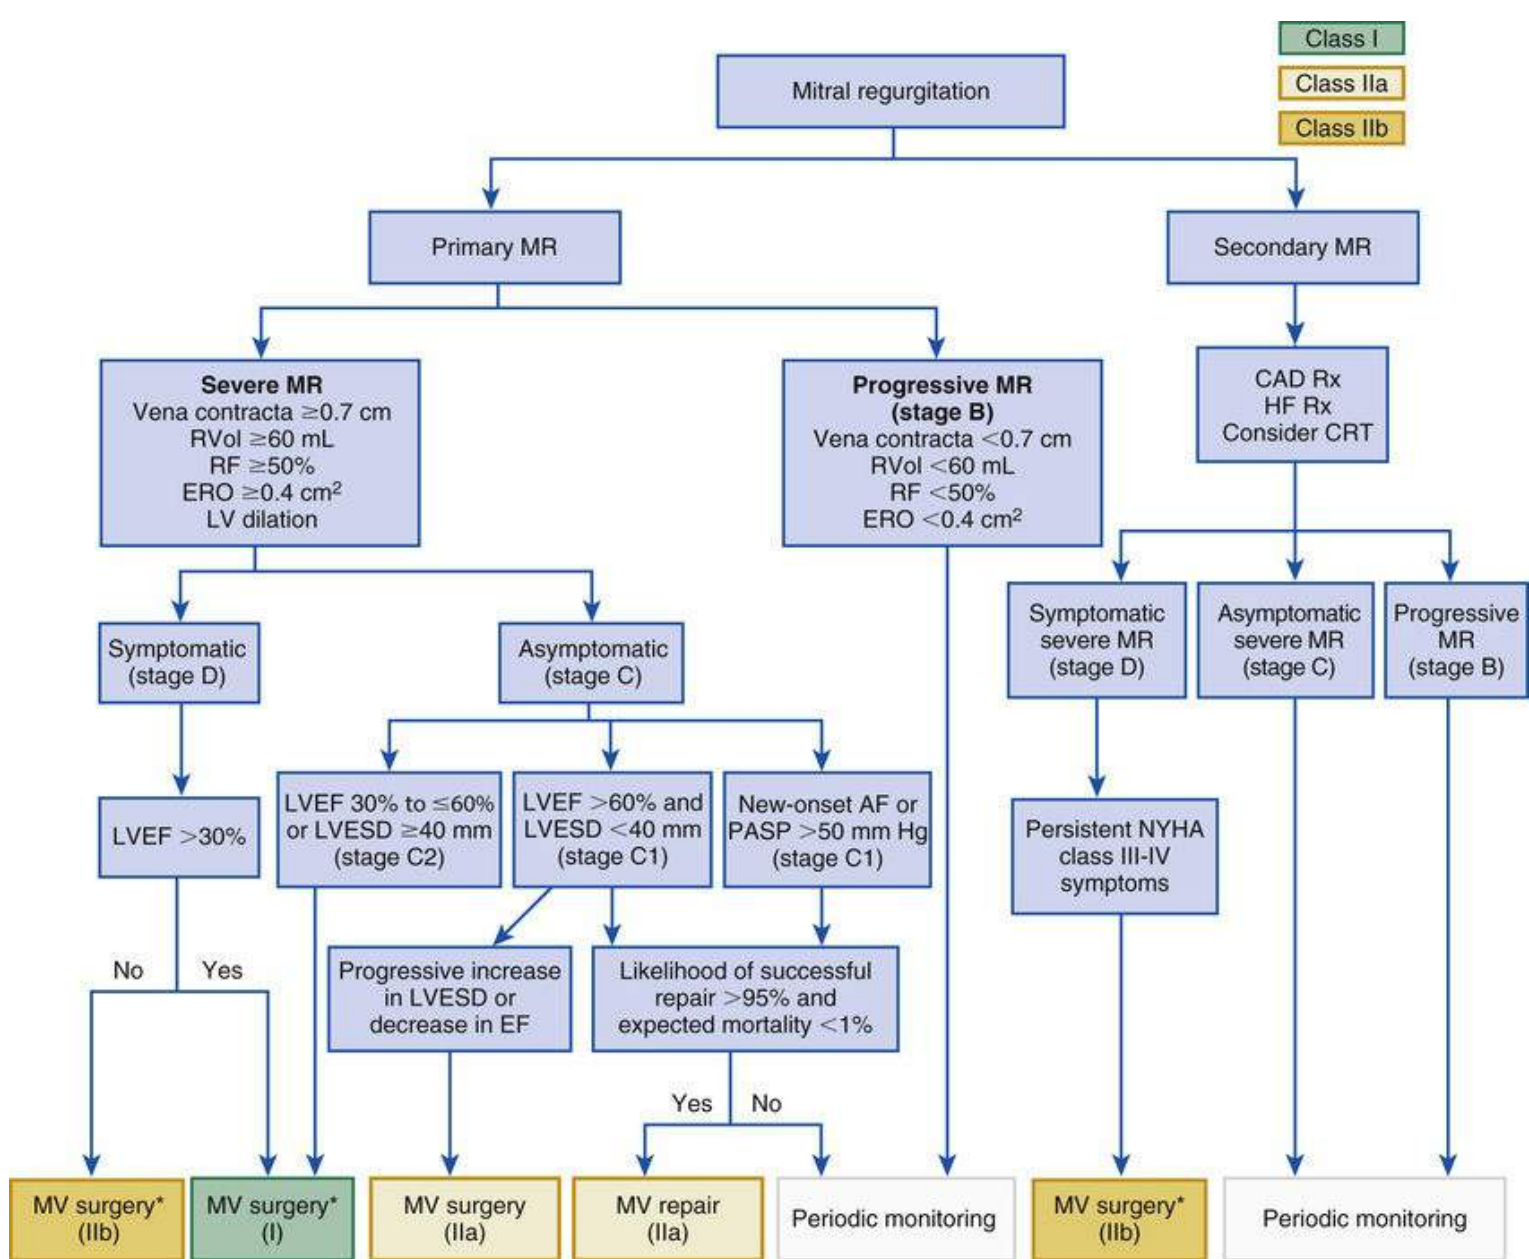 Class I
Class IIa
Class IIb
Mitral regurgitation
Primary MR
Secondary MR
Severe MR
Vena contracta ≥0.7 cm
RVol ≥60 mL
RF ≥50%
ERO ≥0.4 cm²
LV dilation
Progressive MR
(stage B)
Vena contracta <0.7 cm
RVol <60 mL
RF <50%
ERO <0.4 cm²
CAD Rx
HF Rx
Consider CRT
Symptomatic
(stage D)
Asymptomatic
(stage C)
Symptomatic
severe MR
(stage D)
Asymptomatic
severe MR
(stage C)
Progressive
MR
(stage B)
LVEF >30%
LVEF 30% to ≤60%
or LVESD ≥40 mm
(stage C2)
LVEF >60% and
LVESD <40 mm
(stage C1)
New-onset AF or
PASP >50 mm Hg
(stage C1)
Persistent NYHA
class III-IV
symptoms
No
Yes
Progressive increase
in LVESD or
decrease in EF
Likelihood of successful
repair >95% and
expected mortality <1%
Yes
No
MV surgery*
(IIb)
MV surgery*
(I)
MV surgery
(IIa)
MV repair
(IIa)
Periodic monitoring
MV surgery*
(IIb)
Periodic monitoring